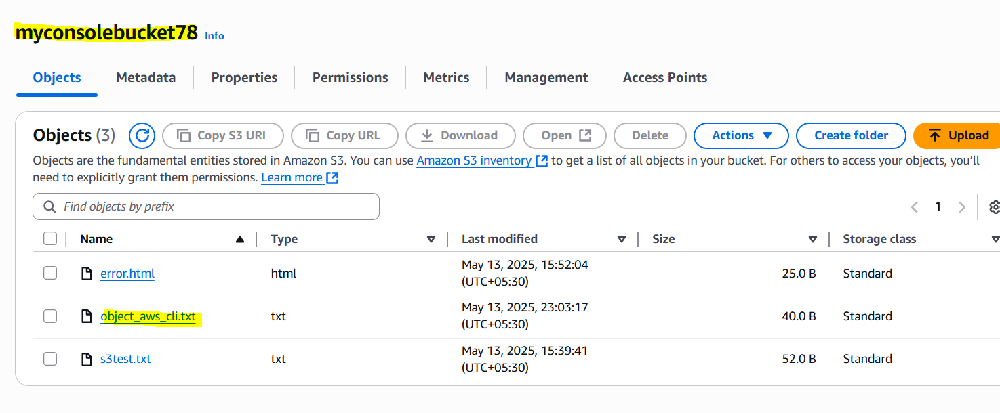 myconsolebucket78 Info
Objects Metadata Properties Permissions Metrics Management Access Points
Objects (3) Copy S3 URI Copy URL Download Open Delete Actions Create folder Upload
Objects are the fundamental entities stored in Amazon S3. You can use Amazon S3 inventory to get a list of all objects in your bucket. For others to access your objects, you'll
need to explicitly grant them permissions. Learn more
Find objects by prefix 1
Name Type Last modified Size Storage class
error.html html May 13, 2025, 15:52:04 25.0 B Standard
(UTC+05:30)
object_aws_cli.txt txt May 13, 2025, 23:03:17 40.0 B Standard
(UTC+05:30)
s3test.txt txt May 13, 2025, 15:39:41 52.0 B Standard
(UTC+05:30)